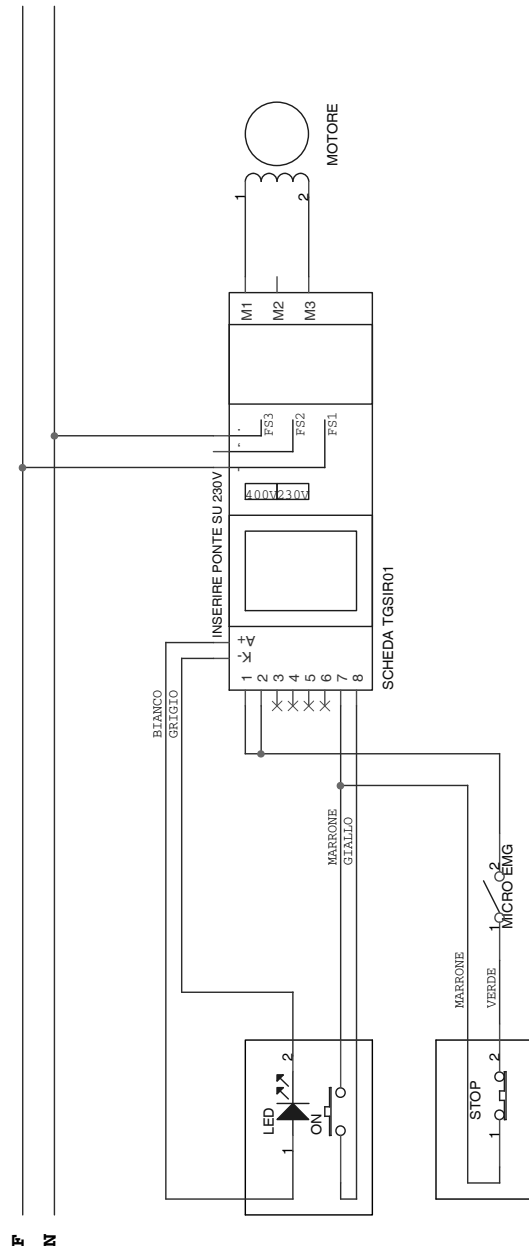 F
N
MOTORE
1
2
M1
M2
M3
FS3
FS2
FS1
400V
230V
INSERIRE PONTE SU 230V
SCHEDA TGSIR01
A+
K-
1
2
3
4
5
6
7
8
BIANCO
GRIGIO
MARRONE
GIALLO
LED
1
2
ON
MARRONE
VERDE
MICRO EMG
1
2
STOP
1
2